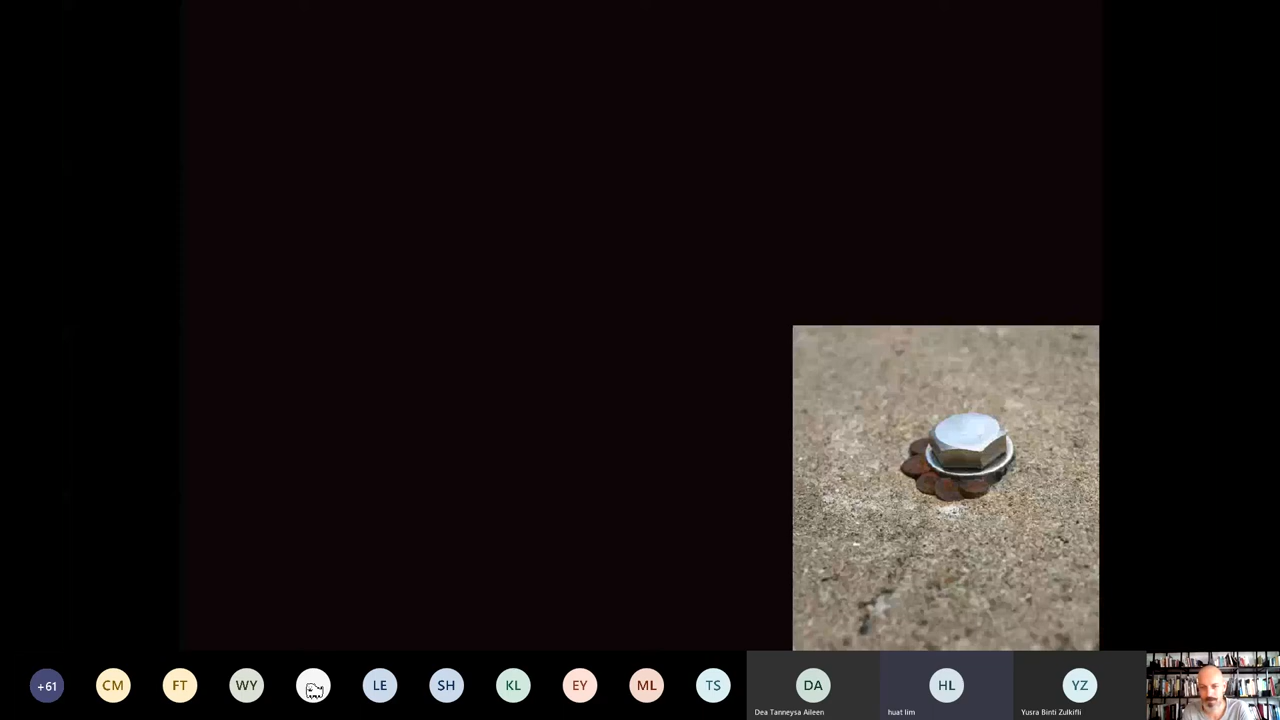 +61 CM FT WY LE SH KL EY ML TS DA HL YZ
Dea Tanneysa Aileen huat lim Yusra Binti Zulkifli